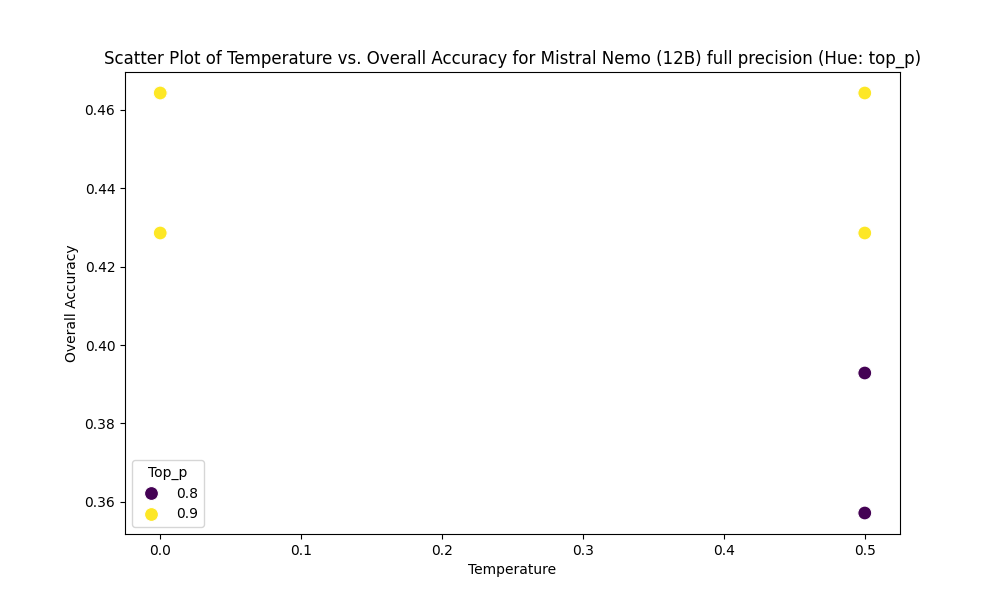 Scatter Plot of Temperature vs. Overall Accuracy for Mistral Nemo (12B) full precision (Hue: top_p)
0.46
0.44
0.42
0.40
0.38
0.36
Overall Accuracy
Top_p
0.8
0.9
0.0 0.1 0.2 0.3 0.4 0.5
Temperature